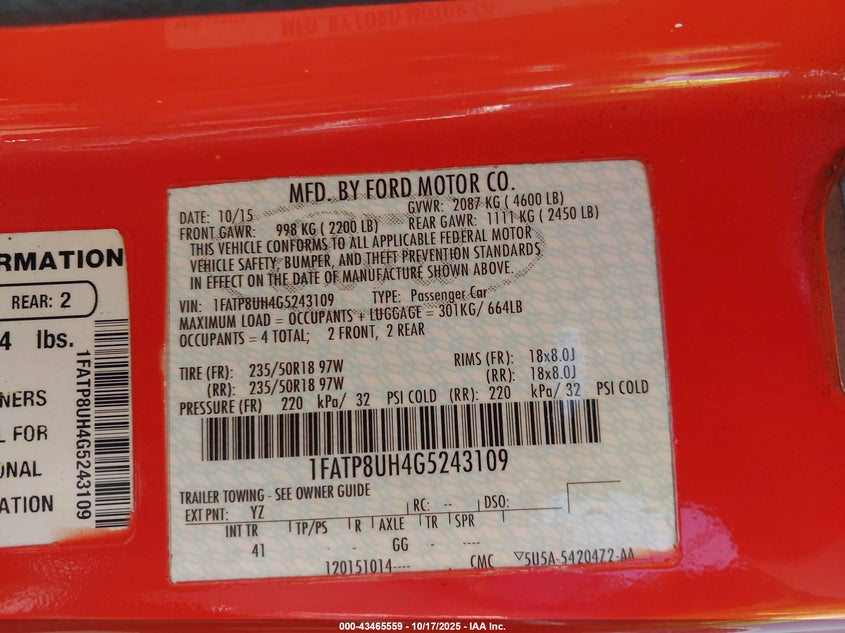 MFD. BY FORD MOTOR CO.
DATE: 10/15 GVWR: 2087 KG ( 4600 LB)
FRONT GAWR: 998 KG ( 2200 LB) REAR GAWR: 1111 KG ( 2450 LB)
THIS VEHICLE CONFORMS TO ALL APPLICABLE FEDERAL MOTOR
VEHICLE SAFETY, BUMPER, AND THEFT PREVENTION STANDARDS
IN EFFECT ON THE DATE OF MANUFACTURE SHOWN ABOVE.
VIN: 1FATP8UH4G5243109 TYPE: Passenger Car
MAXIMUM LOAD = OCCUPANTS + LUGGAGE = 301KG/ 664LB
OCCUPANTS = 4 TOTAL; 2 FRONT, 2 REAR
TIRE (FR): 235/50R18 97W RIMS (FR): 18x8.0J
(RR): 235/50R18 97W (RR): 18x8.0J
PRESSURE (FR) 220 kPa/ 32 PSI COLD (RR): 220 kPa/ 32 PSI COLD
1FATP8UH4G5243109
TRAILER TOWING - SEE OWNER GUIDE
EXT PNT: YZ RC: -- DSO:
INT TR TP/PS R AXLE TR SPR
41 - - GG - ----
120151014---- CMC ▽5U5A-5420472-AA
RMATION
REAR: 2
4 lbs.
NERS
L FOR
ONAL
ATION
1FATP8UH4G5243109
000-43465559 - 10/17/2025 - IAA Inc.